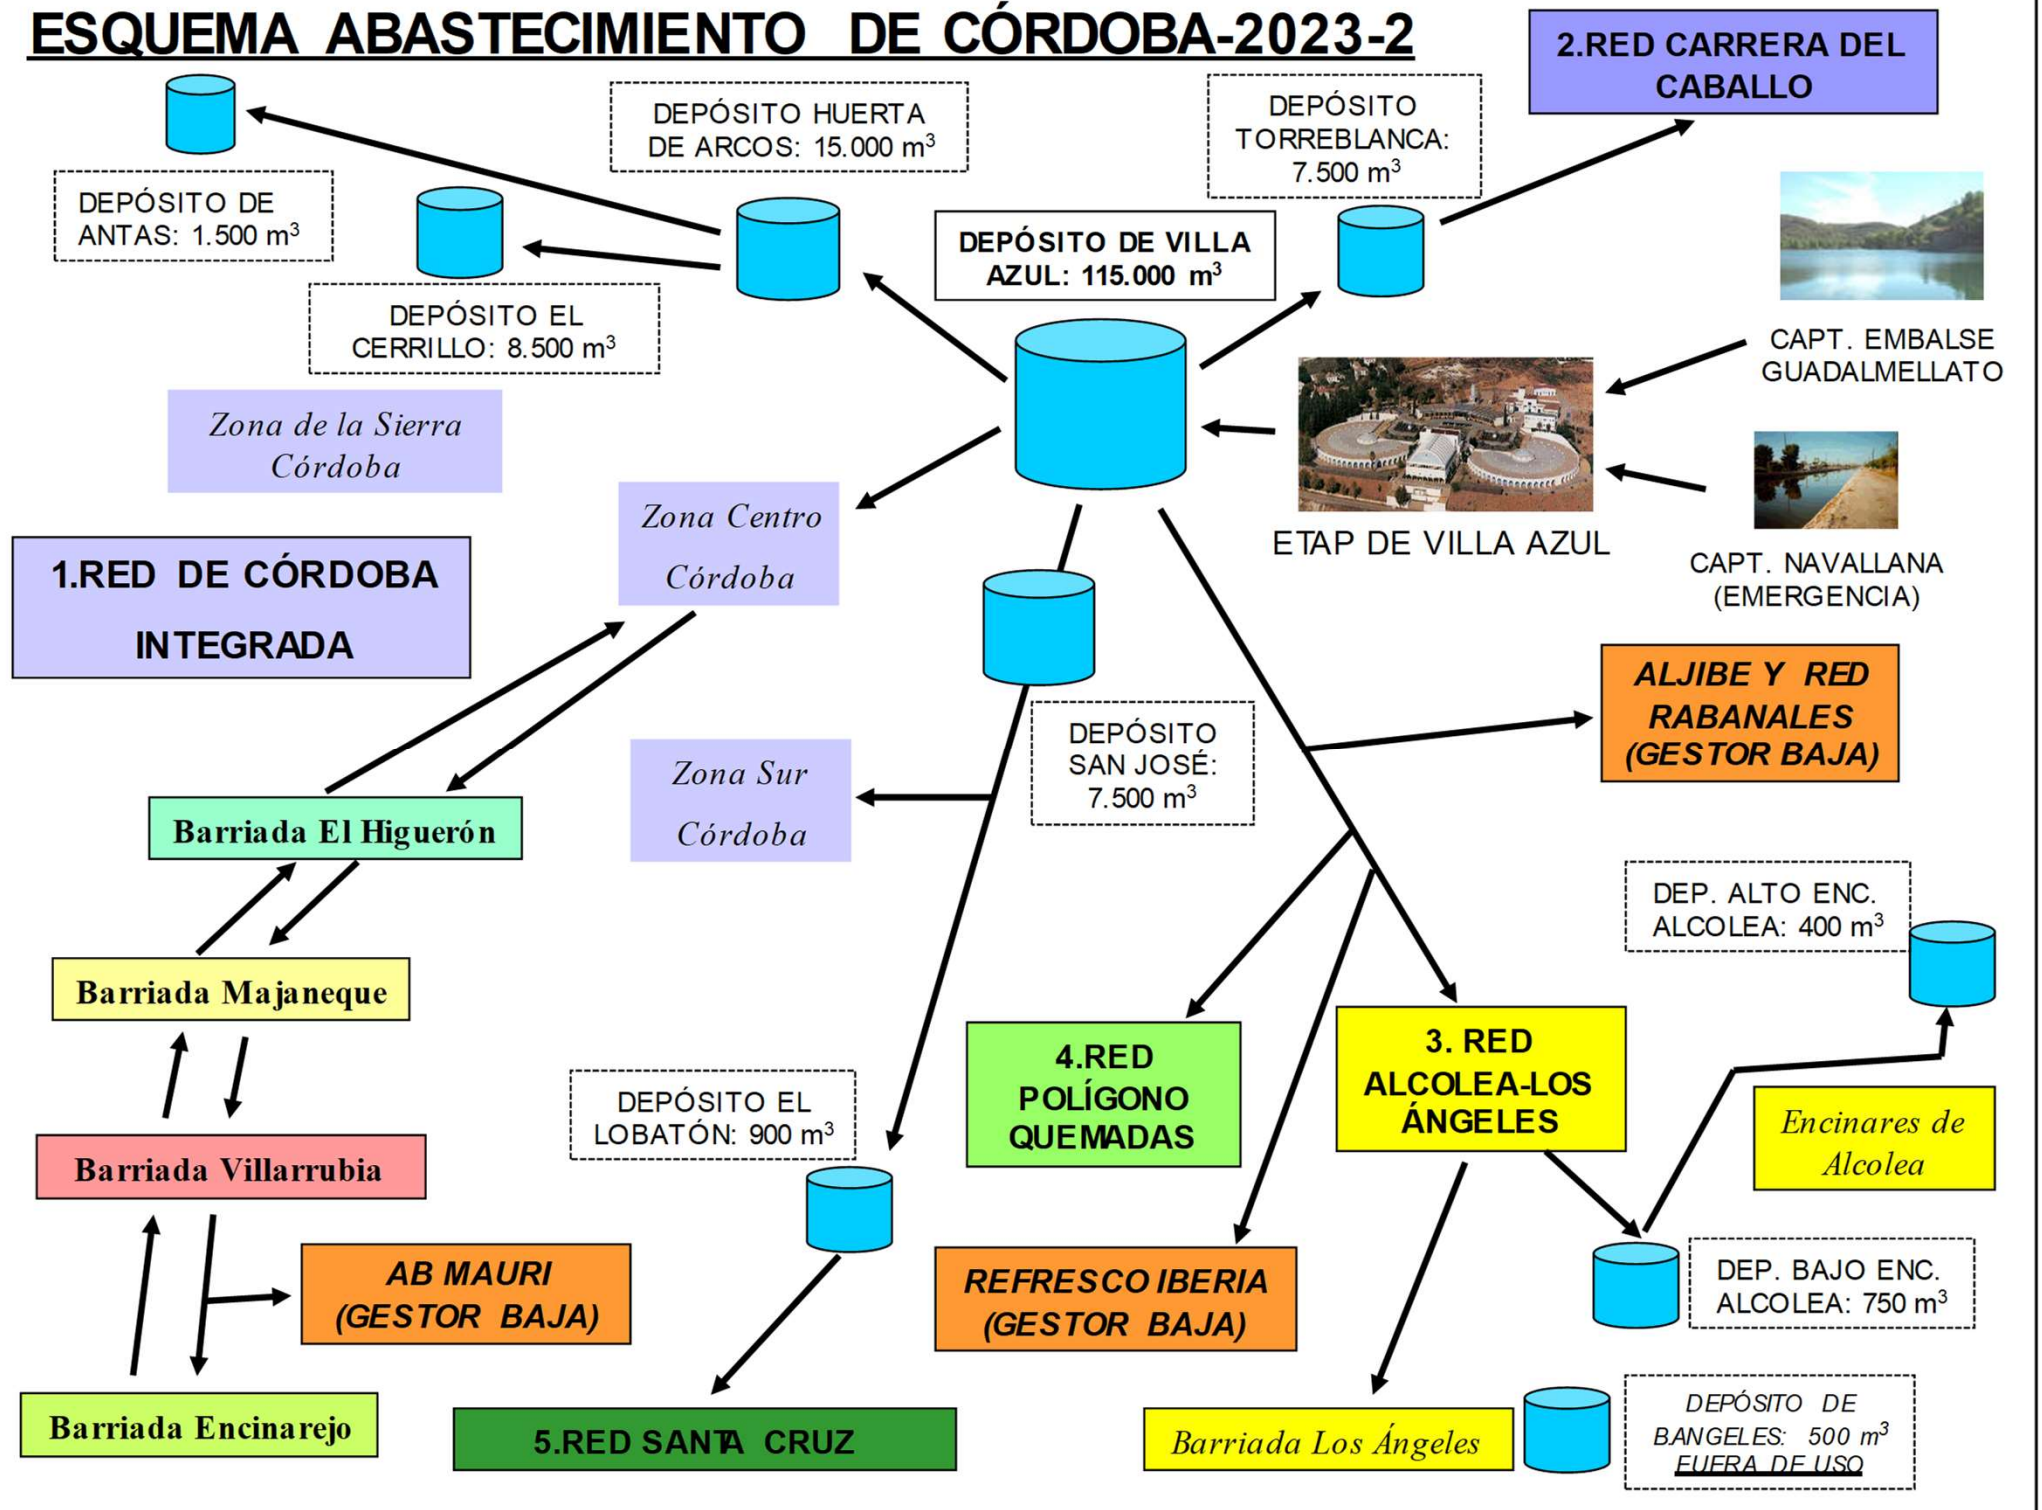 ESQUEMA ABASTECIMIENTO DE CÓRDOBA-2023-2
2.RED CARRERA DEL
CABALLO
DEPÓSITO HUERTA
DE ARCOS: 15.000 m³
DEPÓSITO
TORREBLANCA:
7.500 m³
DEPÓSITO DE
ANTAS: 1.500 m³
DEPÓSITO DE VILLA
AZUL: 115.000 m³
DEPÓSITO EL
CERRILLO: 8.500 m³
CAPT. EMBALSE
GUADALMELLATO
Zona de la Sierra
Córdoba
Zona Centro
Córdoba
ETAP DE VILLA AZUL
CAPT. NAVALLANA
(EMERGENCIA)
1.RED DE CÓRDOBA
INTEGRADA
ALJIBE Y RED
RABANALES
(GESTOR BAJA)
DEPÓSITO
SAN JOSÉ:
7.500 m³
Zona Sur
Córdoba
Barriada El Higuerón
DEP. ALTO ENC.
ALCOLEA: 400 m³
Barriada Majaneque
4.RED
POLÍGONO
QUEMADAS
3. RED
ALCOLEA-LOS
ÁNGELES
DEPÓSITO EL
LOBATÓN: 900 m³
Encinares de
Alcolea
Barriada Villarrubia
AB MAURI
(GESTOR BAJA)
REFRESCO IBERIA
(GESTOR BAJA)
DEP. BAJO ENC.
ALCOLEA: 750 m³
Barriada Encinarejo
5.RED SANTA CRUZ
Barriada Los Ángeles
DEPÓSITO DE
B.ANGELES: 500 m³
FUERA DE USO